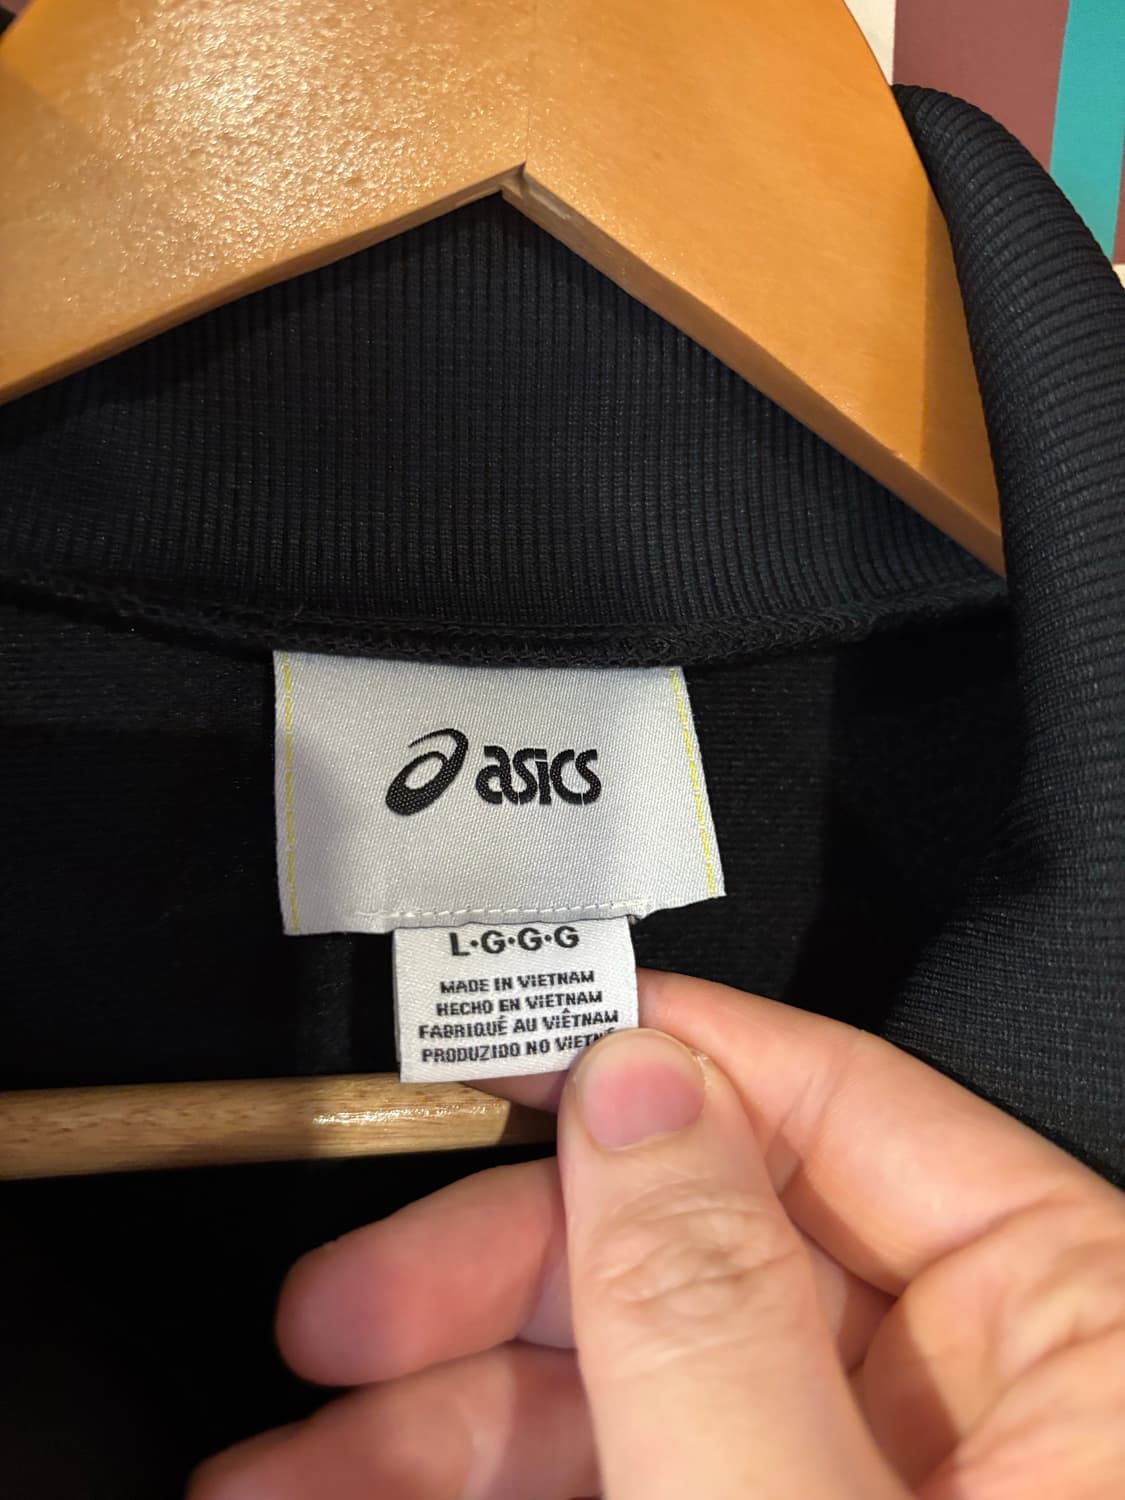 asics
L·G·G·G
MADE IN VIETNAM
HECHO EN VIETNAM
FABRIQUÉ AU VIÊTNAM
PRODUZIDO NO